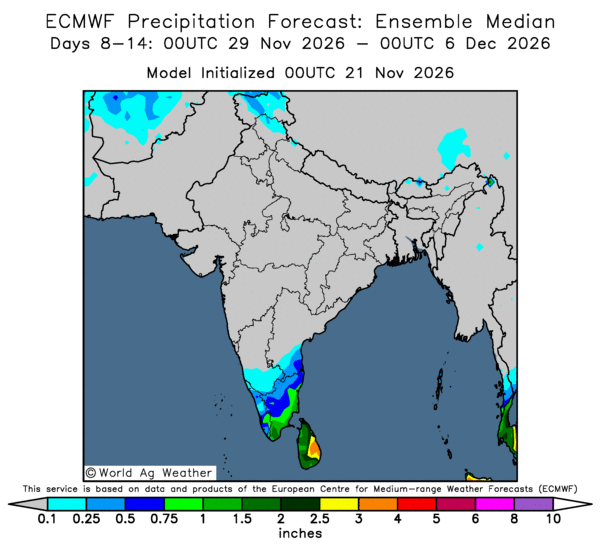 ECMWF Precipitation Forecast: Ensemble Median
Days 8-14: 00UTC 29 Nov 2026 - 00UTC 6 Dec 2026
Model Initialized 00UTC 21 Nov 2026
© World Ag Weather
This service is based on data and products of the European Centre for Medium-range Weather Forecasts (ECMWF)
0.1 0.25 0.5 0.75 1 1.5 2 2.5 3 4 5 6 8 10
inches